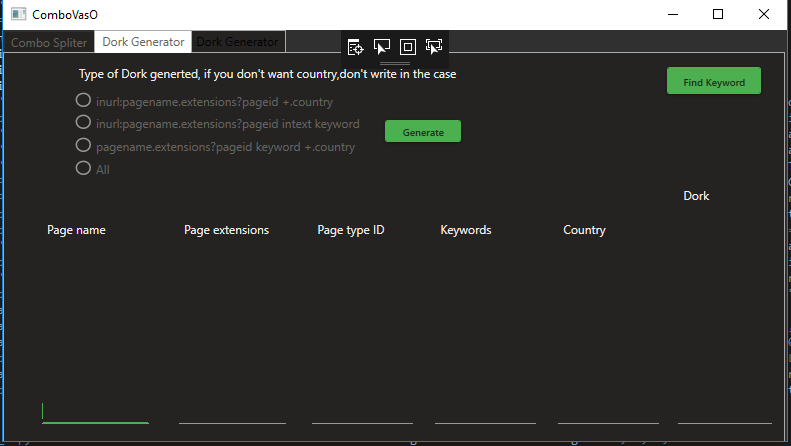 ComboVasO
Combo Spliter
Dork Generator
Dork Generator
Type of Dork generted, if you don't want country,don't write in the case
Find Keyword
inurl:pagename.extensions?pageid +.country
inurl:pagename.extensions?pageid intext keyword
Generate
pagename.extensions?pageid keyword +.country
All
Dork
Page name
Page extensions
Page type ID
Keywords
Country